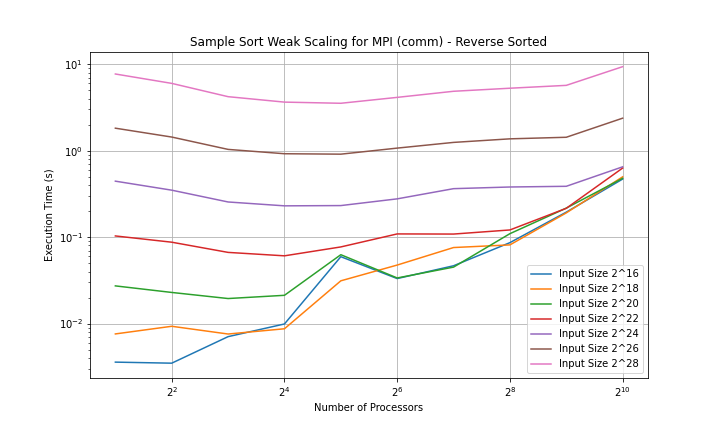 Sample Sort Weak Scaling for MPI (comm) - Reverse Sorted
Execution Time (s)
10^1
10^0
10^-1
10^-2
2^2
2^4
2^6
2^8
2^10
Number of Processors
Input Size 2^16
Input Size 2^18
Input Size 2^20
Input Size 2^22
Input Size 2^24
Input Size 2^26
Input Size 2^28